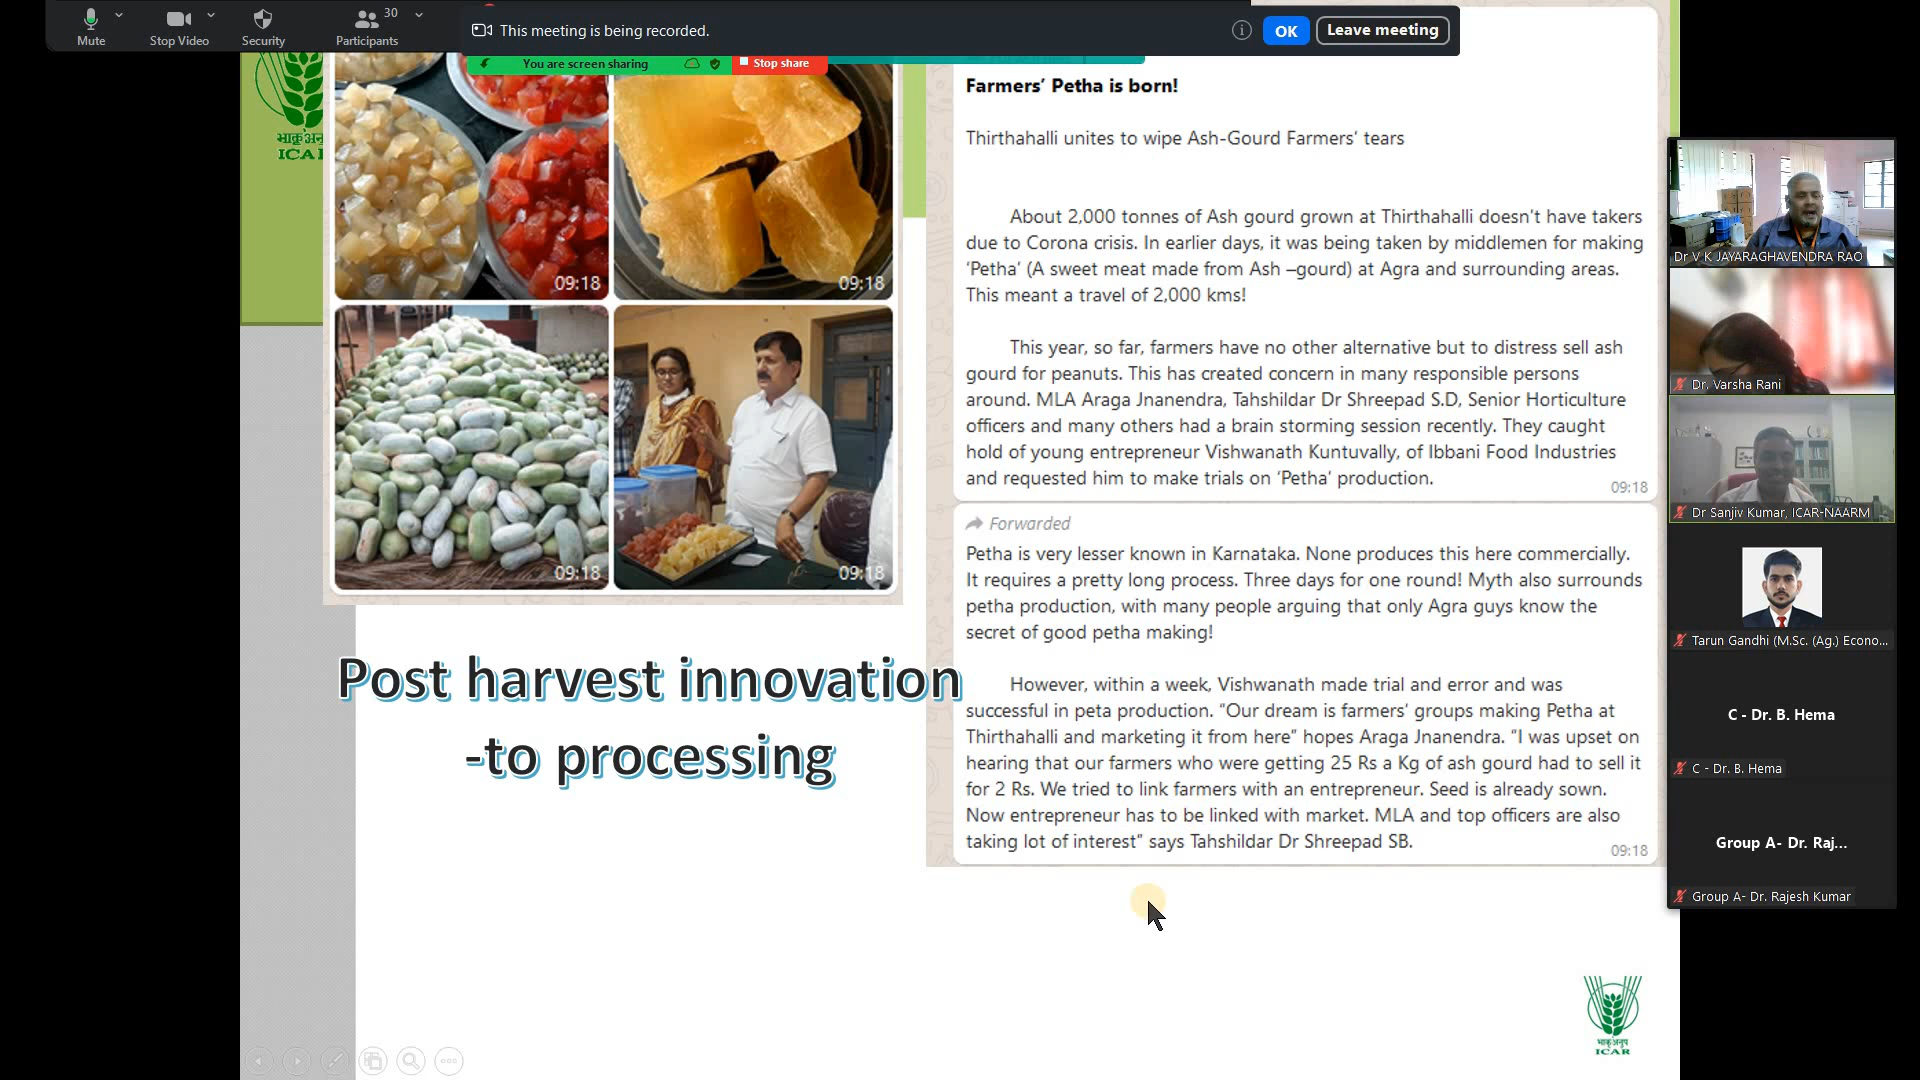 Mute
Stop Video
Security
30
Participants
This meeting is being recorded.
OK
Leave meeting
You are screen sharing
Stop share
ICAR
09:18
09:18
09:18
09:18
Post harvest innovation
-to processing
Farmers’ Petha is born!
Thirthahalli unites to wipe Ash-Gourd Farmers’ tears
About 2,000 tonnes of Ash gourd grown at Thirthahalli doesn’t have takers
due to Corona crisis. In earlier days, it was being taken by middlemen for making
‘Petha’ (A sweet meat made from Ash –gourd) at Agra and surrounding areas.
This meant a travel of 2,000 kms!
This year, so far, farmers have no other alternative but to distress sell ash
gourd for peanuts. This has created concern in many responsible persons
around. MLA Araga Jnanendra, Tahshildar Dr Shreepad S.D, Senior Horticulture
officers and many others had a brain storming session recently. They caught
hold of young entrepreneur Vishwanath Kuntuvally, of Ibbani Food Industries
and requested him to make trials on ‘Petha’ production.
09:18
Forwarded
Petha is very lesser known in Karnataka. None produces this here commercially.
It requires a pretty long process. Three days for one round! Myth also surrounds
petha production, with many people arguing that only Agra guys know the
secret of good petha making!
However, within a week, Vishwanath made trial and error and was
successful in peta production. “Our dream is farmers’ groups making Petha at
Thirthahalli and marketing it from here” hopes Araga Jnanendra. “I was upset on
hearing that our farmers who were getting 25 Rs a Kg of ash gourd had to sell it
for 2 Rs. We tried to link farmers with an entrepreneur. Seed is already sown.
Now entrepreneur has to be linked with market. MLA and top officers are also
taking lot of interest” says Tahshildar Dr Shreepad SB.
09:18
Dr V K JAYARAGHAVENDRA RAO
Dr. Varsha Rani
Dr Sanjiv Kumar, ICAR-NAARM
Tarun Gandhi (M.Sc. (Ag.) Econo...
C - Dr. B. Hema
C - Dr. B. Hema
Group A- Dr. Raj...
Group A- Dr. Rajesh Kumar
भाकृअनुप
ICAR